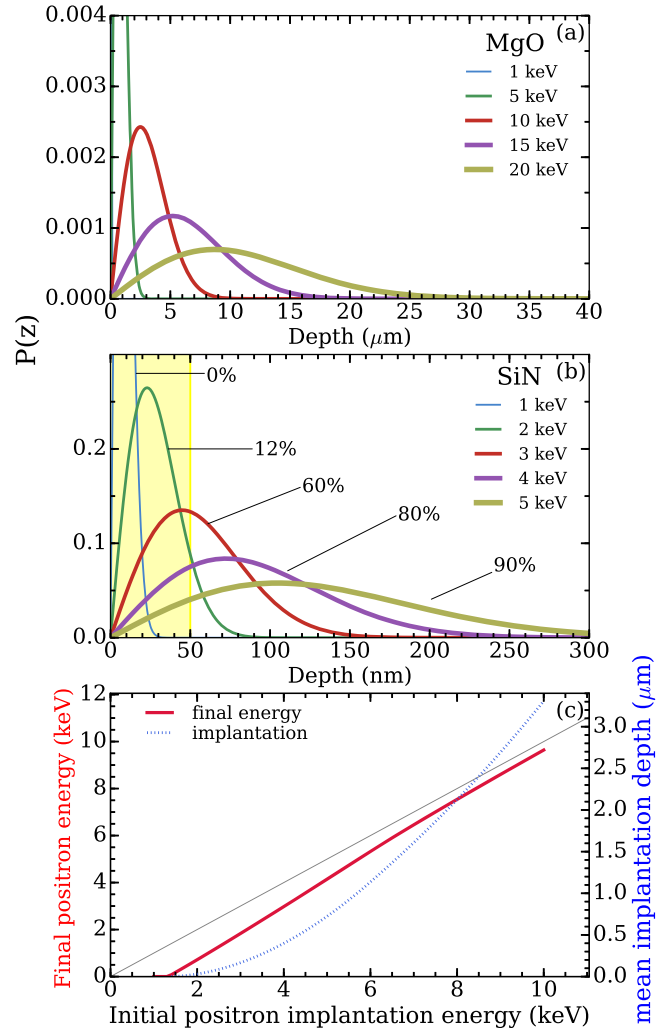 P(z)
0.004
0.003
0.002
0.001
0.000
MgO
(a)
1 keV
5 keV
10 keV
15 keV
20 keV
0 5 10 15 20 25 30 35 40
Depth (μm)
0.2
0.1
0.0
SiN
(b)
1 keV
2 keV
3 keV
4 keV
5 keV
0%
12%
60%
80%
90%
0 50 100 150 200 250 300
Depth (nm)
Final positron energy (keV)
12
10
8
6
4
2
0
final energy
implantation
(c)
3.0
2.5
2.0
1.5
1.0
0.5
0.0
mean implantation depth (μm)
0 2 4 6 8 10
Initial positron implantation energy (keV)